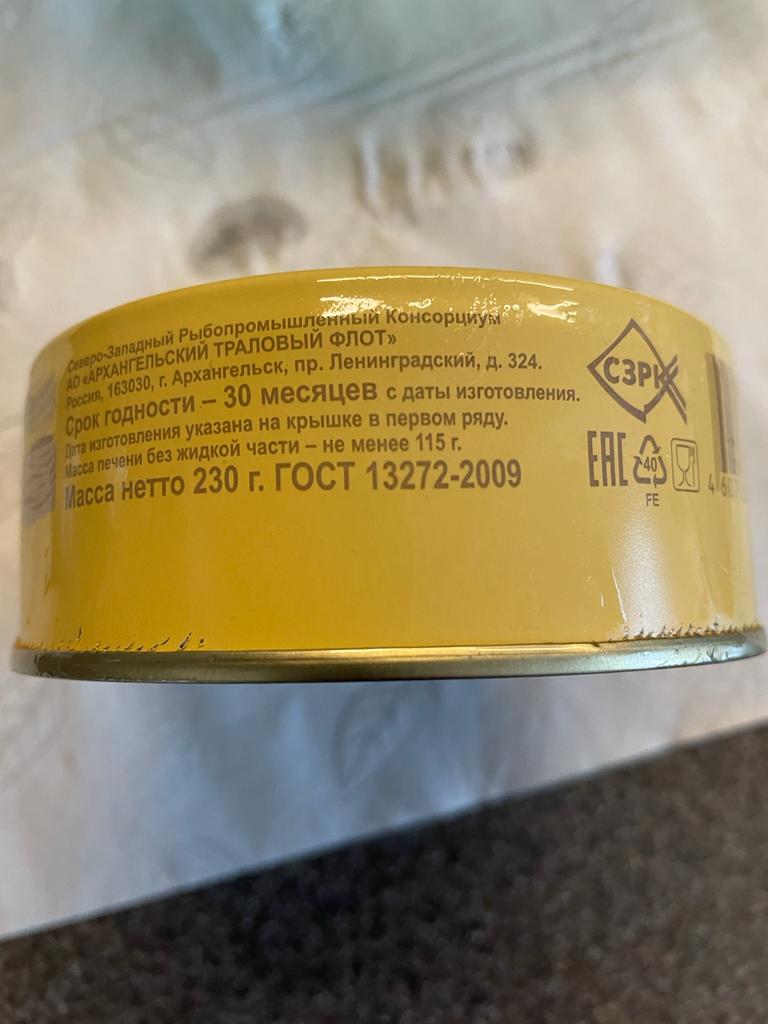 Северо-Западный Рыбопромышленный Консорциум
АО «АРХАНГЕЛЬСКИЙ ТРАЛОВЫЙ ФЛОТ»
Россия, 163030, г. Архангельск, пр. Ленинградский, д. 324.
Срок годности – 30 месяцев с даты изготовления.
Дата изготовления указана на крышке в первом ряду.
Масса печени без жидкой части – не менее 115 г.
Масса нетто 230 г. ГОСТ 13272-2009
СЗРК
EAC
40
FE